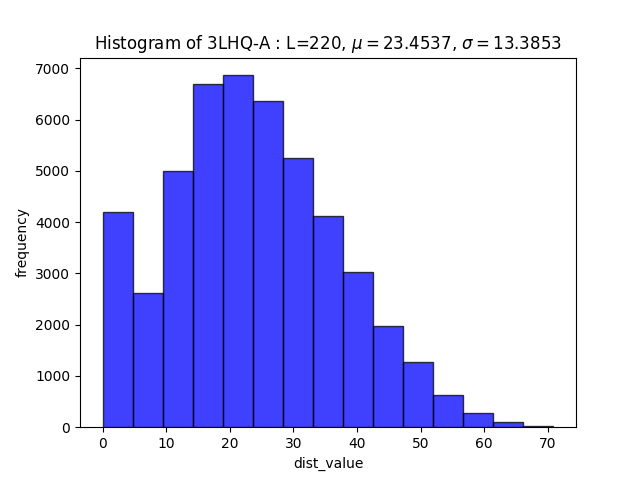 Histogram of 3LHQ-A : L=220, μ = 23.4537, σ = 13.3853
7000
6000
5000
4000
3000
2000
1000
0
frequency
0 10 20 30 40 50 60 70
dist_value